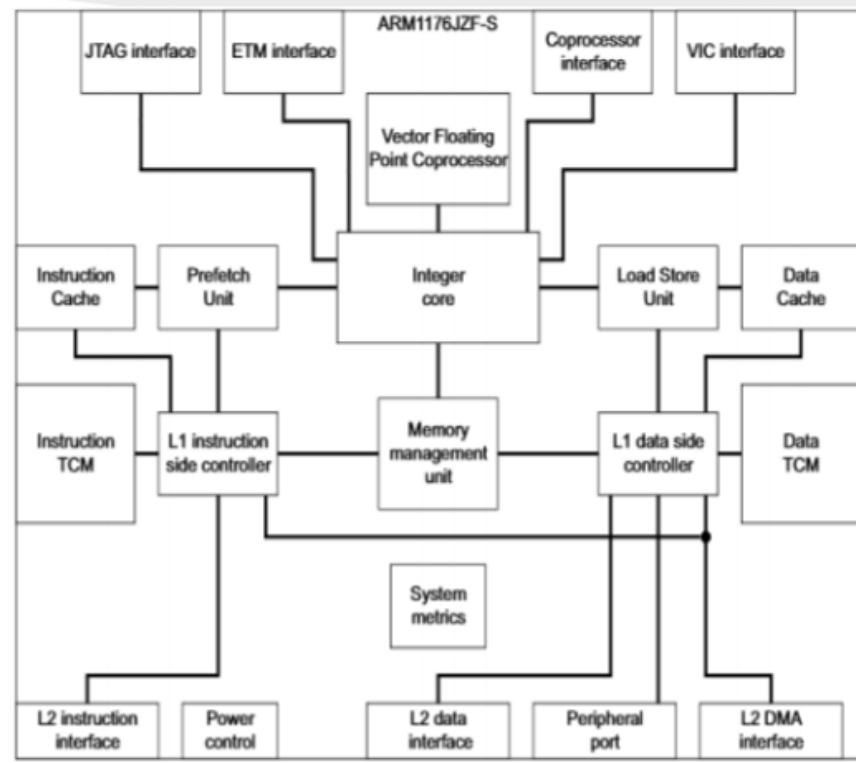 ARM1176JZF-S
JTAG interface
ETM interface
Coprocessor
interface
VIC interface
Vector Floating
Point Coprocessor
Instruction
Cache
Prefetch
Unit
Integer
core
Load Store
Unit
Data
Cache
Instruction
TCM
L1 instruction
side controller
Memory
management
unit
L1 data side
controller
Data
TCM
System
metrics
L2 instruction
interface
Power
control
L2 data
interface
Peripheral
port
L2 DMA
interface